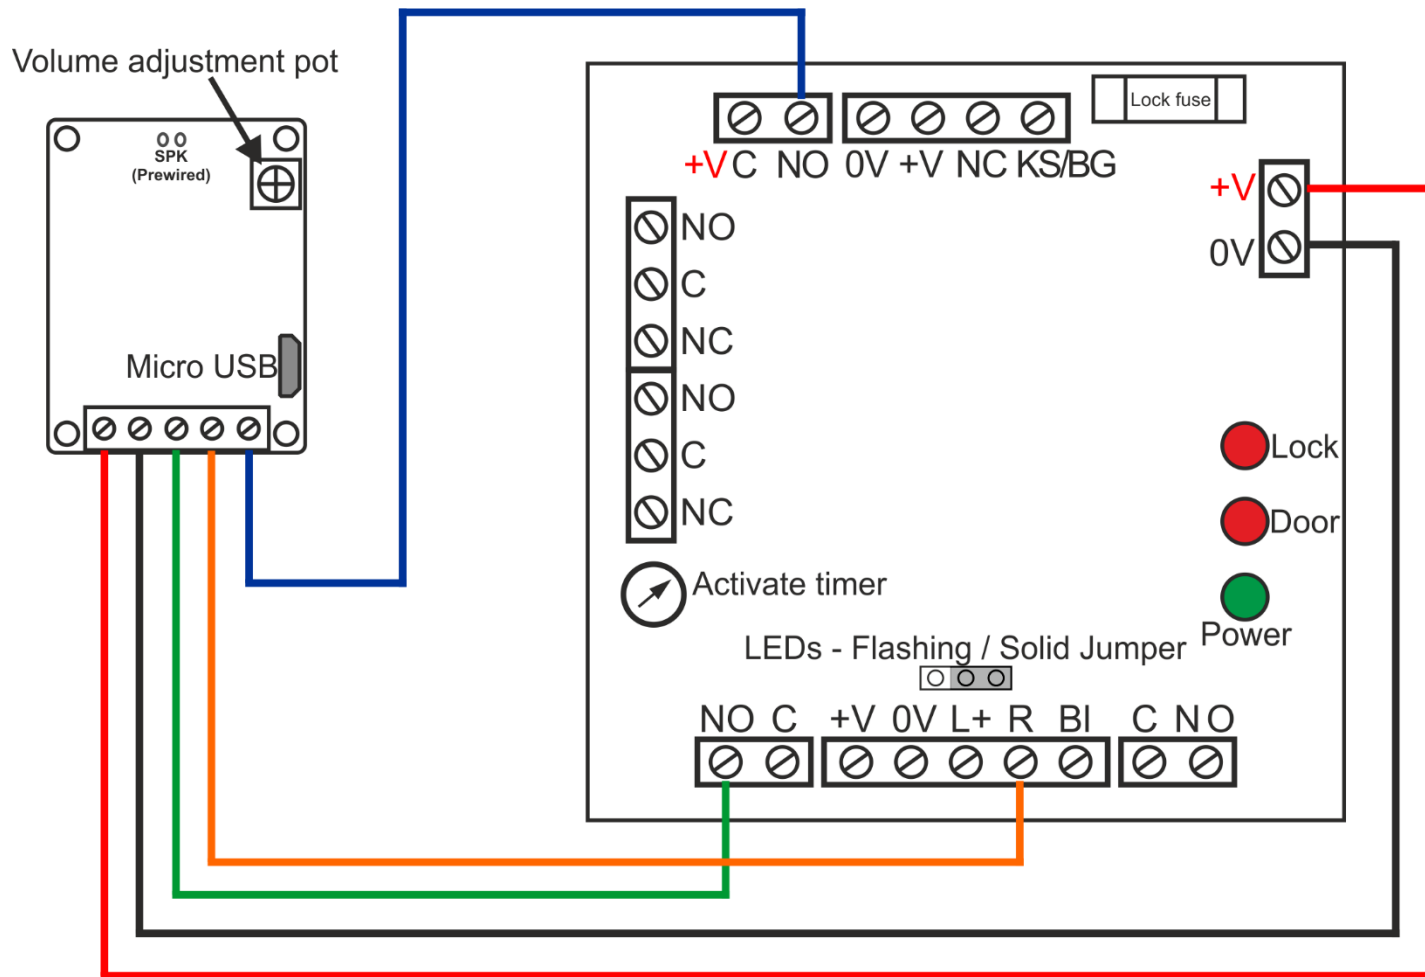 Volume adjustment pot
SPK
(Prewired)
Micro USB
Lock fuse
+V C NO 0V +V NC KS/BG
+V
0V
NO
C
NC
NO
C
NC
Lock
Door
Power
Activate timer
LEDs - Flashing / Solid Jumper
NO C +V 0V L+ R BI C NO